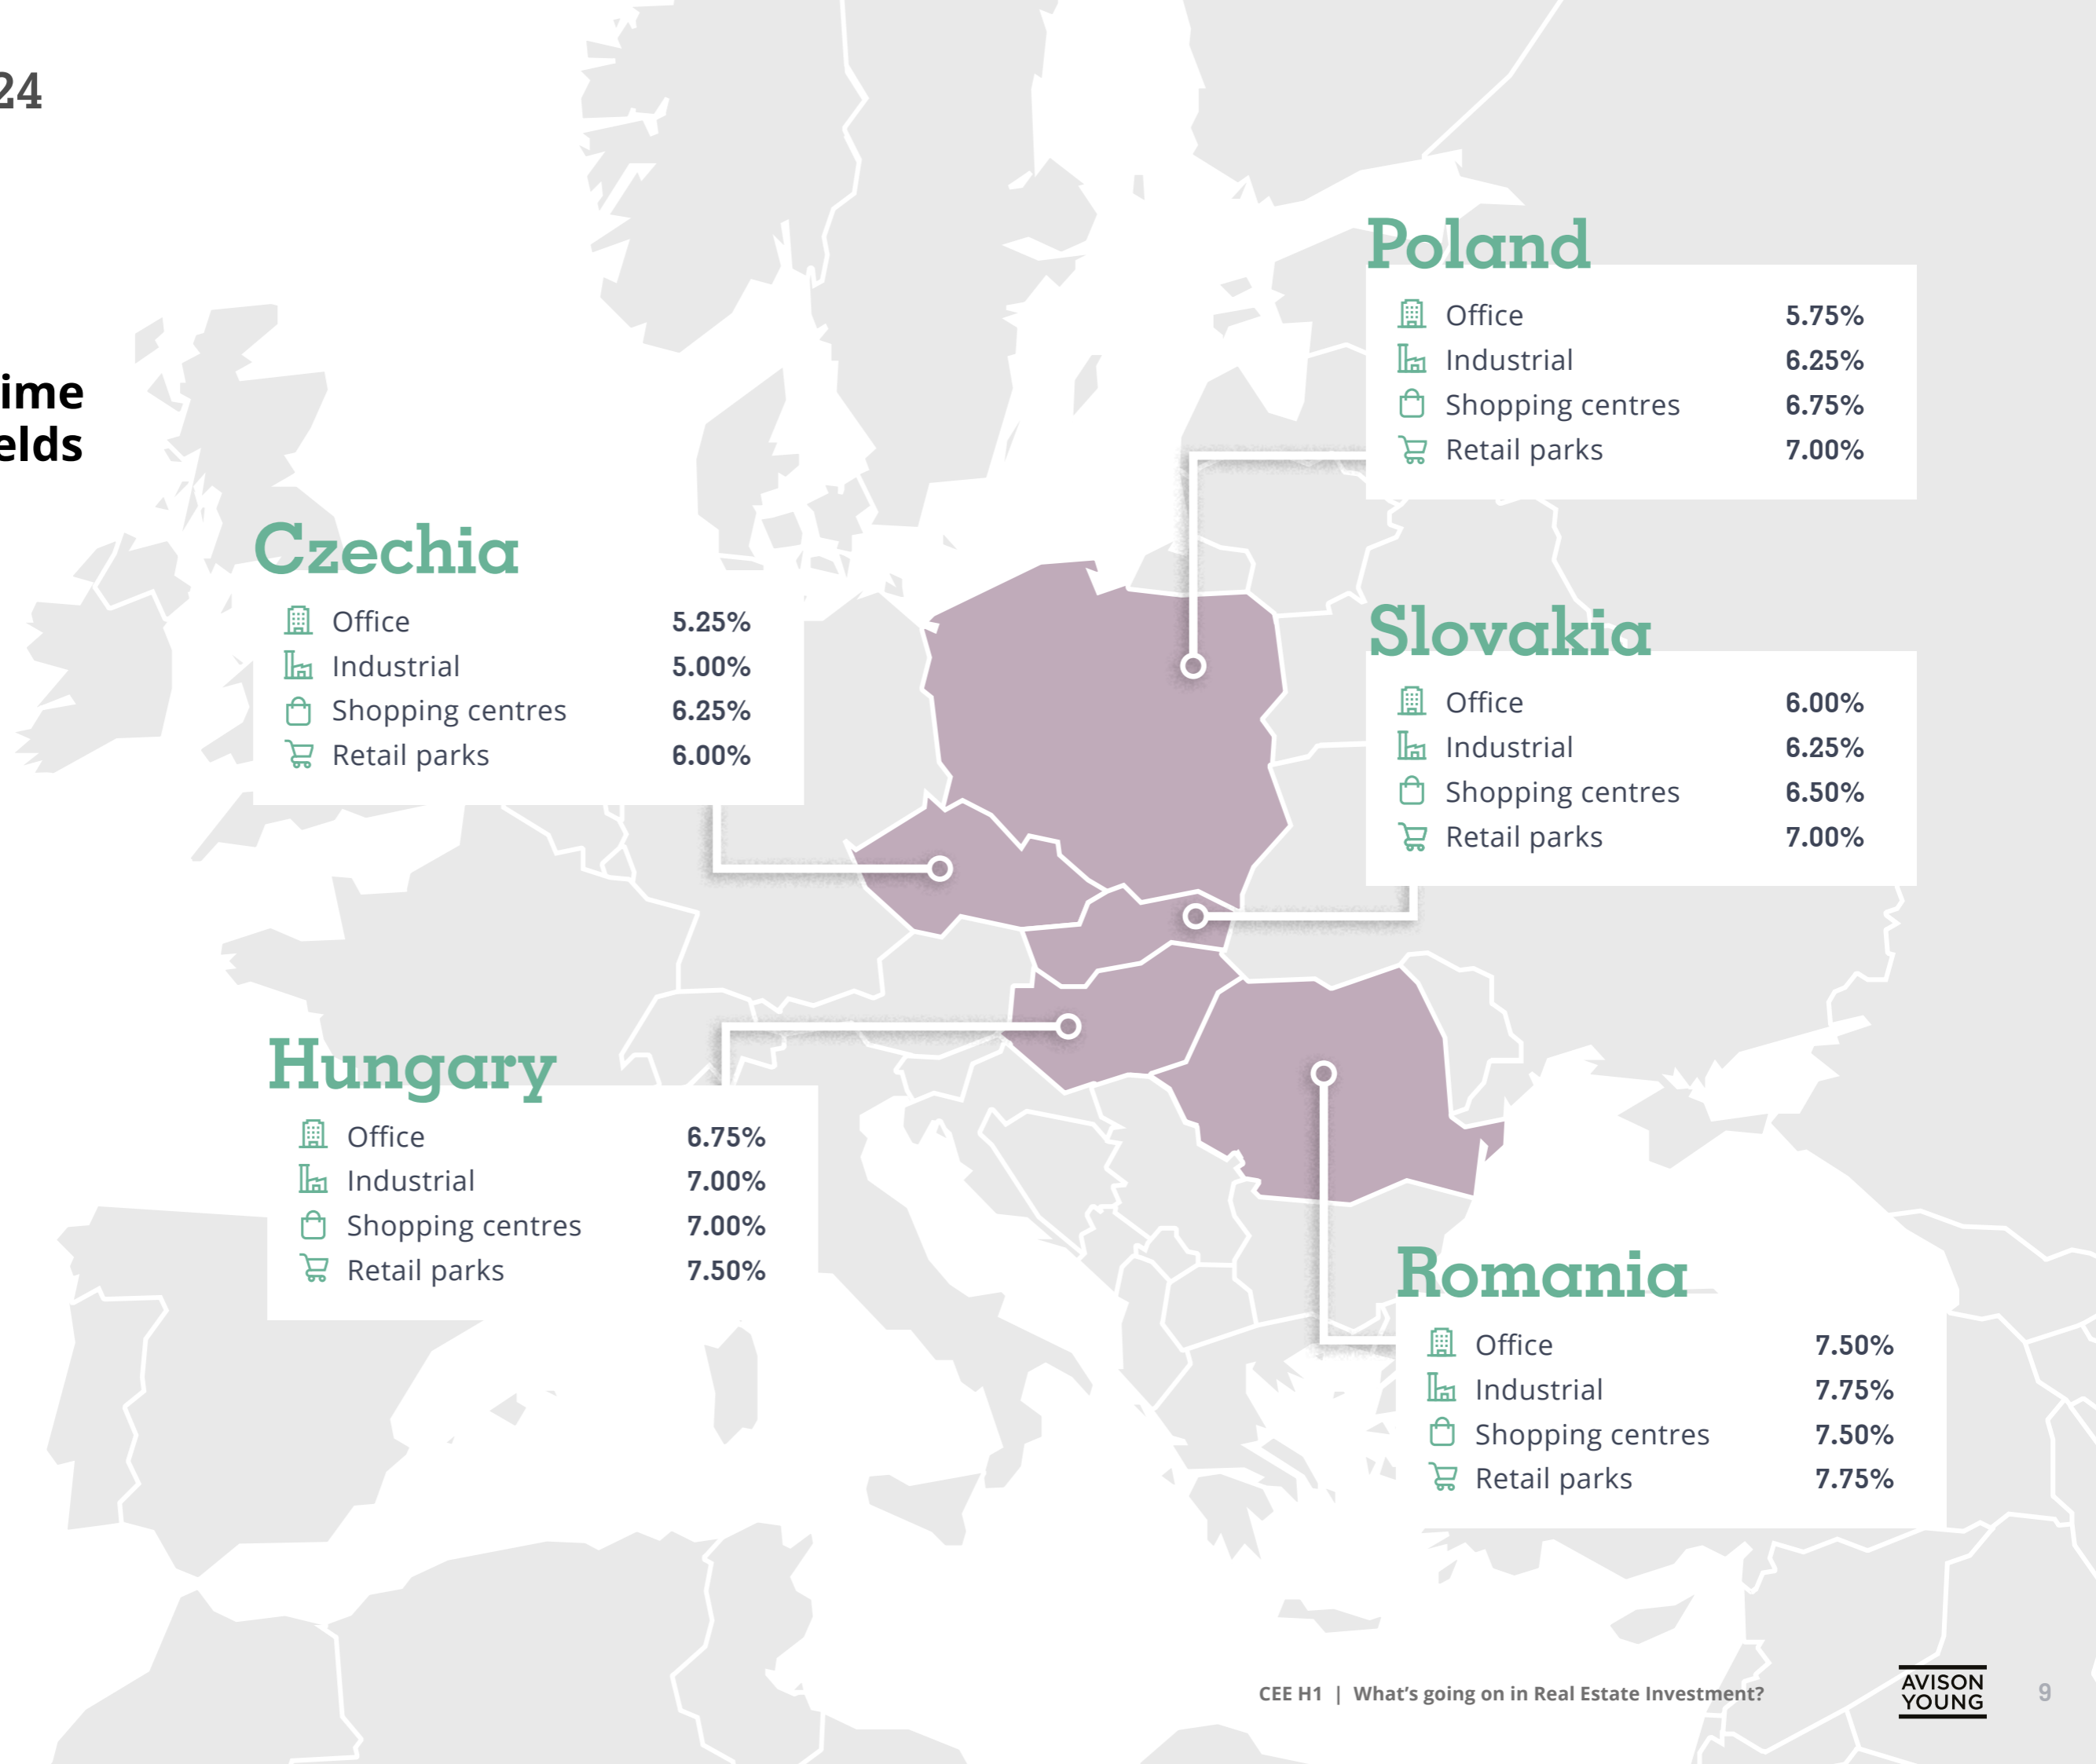 24
ime
elds
Poland
Office 5.75%
Industrial 6.25%
Shopping centres 6.75%
Retail parks 7.00%
Czechia
Office 5.25%
Industrial 5.00%
Shopping centres 6.25%
Retail parks 6.00%
Slovakia
Office 6.00%
Industrial 6.25%
Shopping centres 6.50%
Retail parks 7.00%
Hungary
Office 6.75%
Industrial 7.00%
Shopping centres 7.00%
Retail parks 7.50%
Romania
Office 7.50%
Industrial 7.75%
Shopping centres 7.50%
Retail parks 7.75%
CEE H1 | What's going on in Real Estate Investment?
AVISON
YOUNG
9